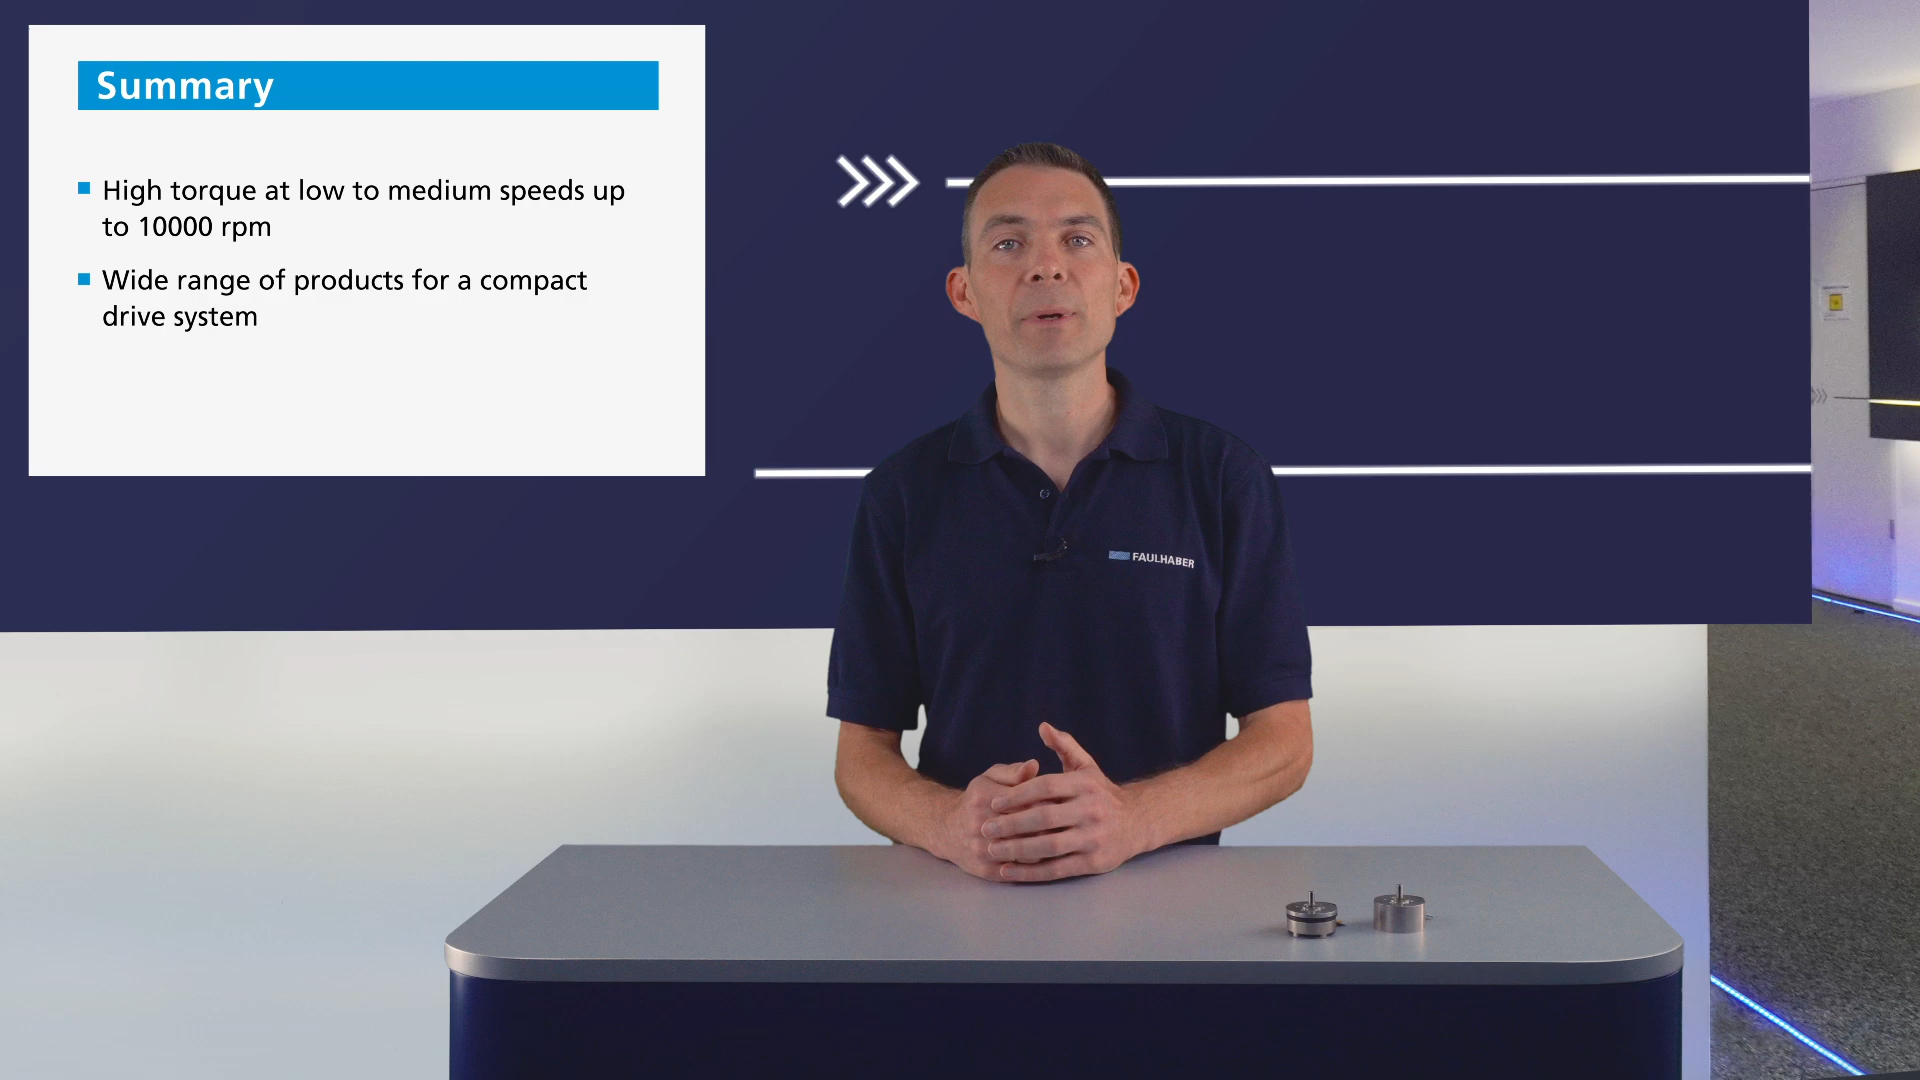 Summary
High torque at low to medium speeds up
to 10000 rpm
Wide range of products for a compact
drive system
FAULHABER